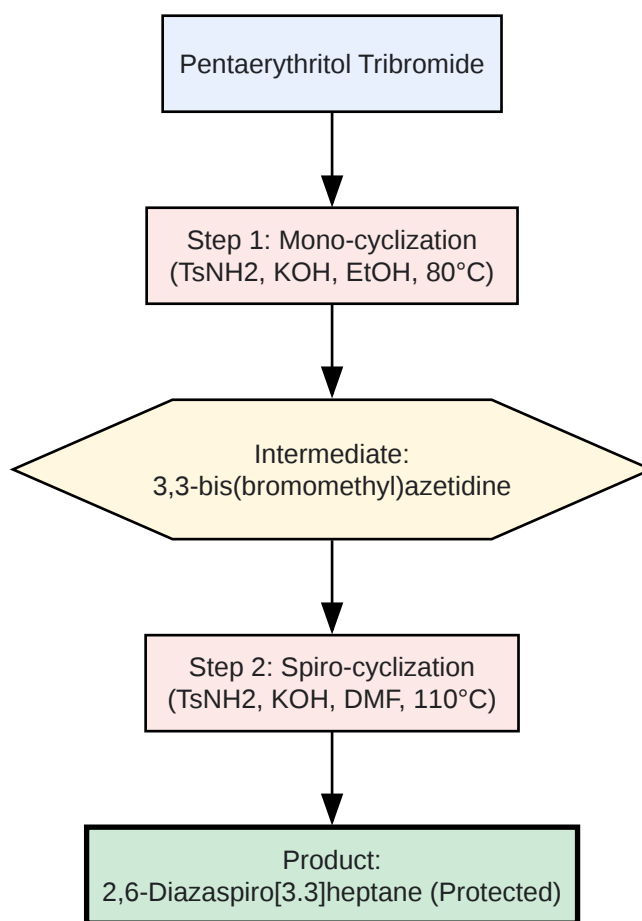 Pentaerythritol Tribromide
Step 1: Mono-cyclization
(TsNH2, KOH, EtOH, 80°C)
Intermediate:
3,3-bis(bromomethyl)azetidine
Step 2: Spiro-cyclization
(TsNH2, KOH, DMF, 110°C)
Product:
2,6-Diazaspiro[3.3]heptane (Protected)